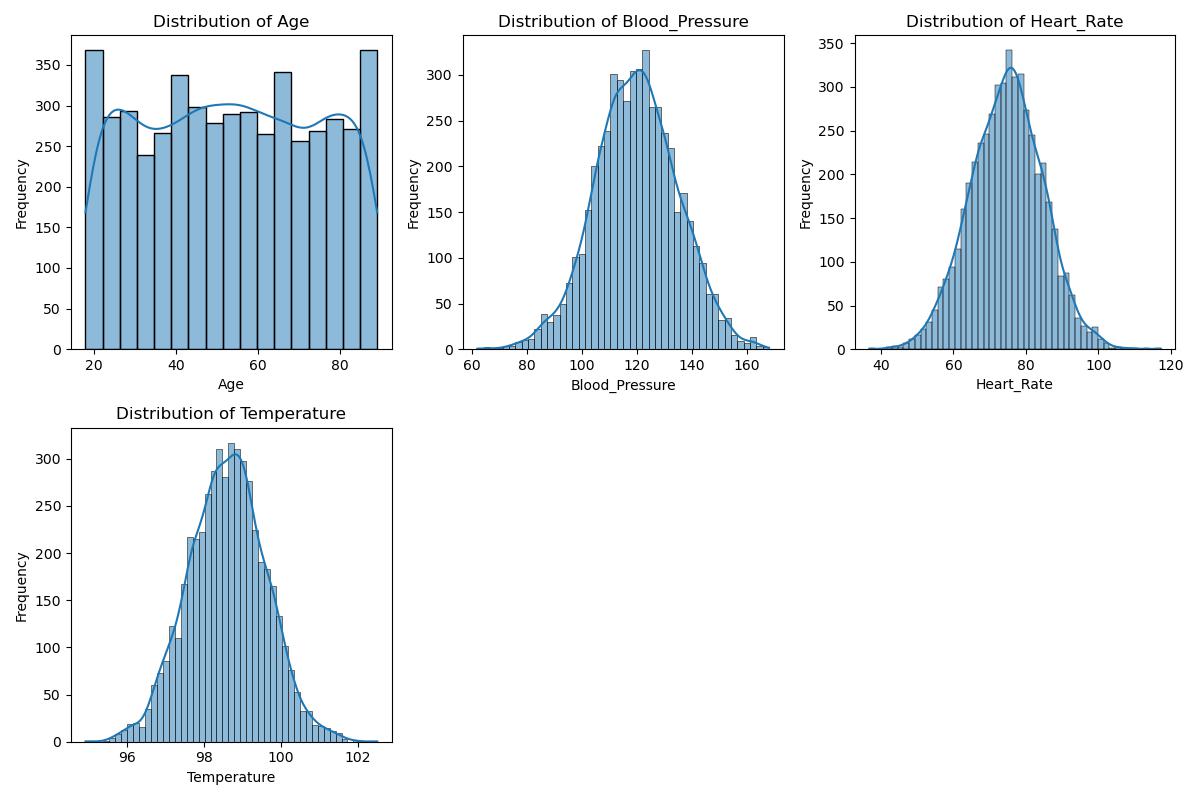 Distribution of Age
Frequency
350
300
250
200
150
100
50
0
20 40 60 80
Age
Distribution of Blood_Pressure
Frequency
300
250
200
150
100
50
0
60 80 100 120 140 160
Blood_Pressure
Distribution of Heart_Rate
Frequency
350
300
250
200
150
100
50
0
40 60 80 100 120
Heart_Rate
Distribution of Temperature
Frequency
300
250
200
150
100
50
0
96 98 100 102
Temperature